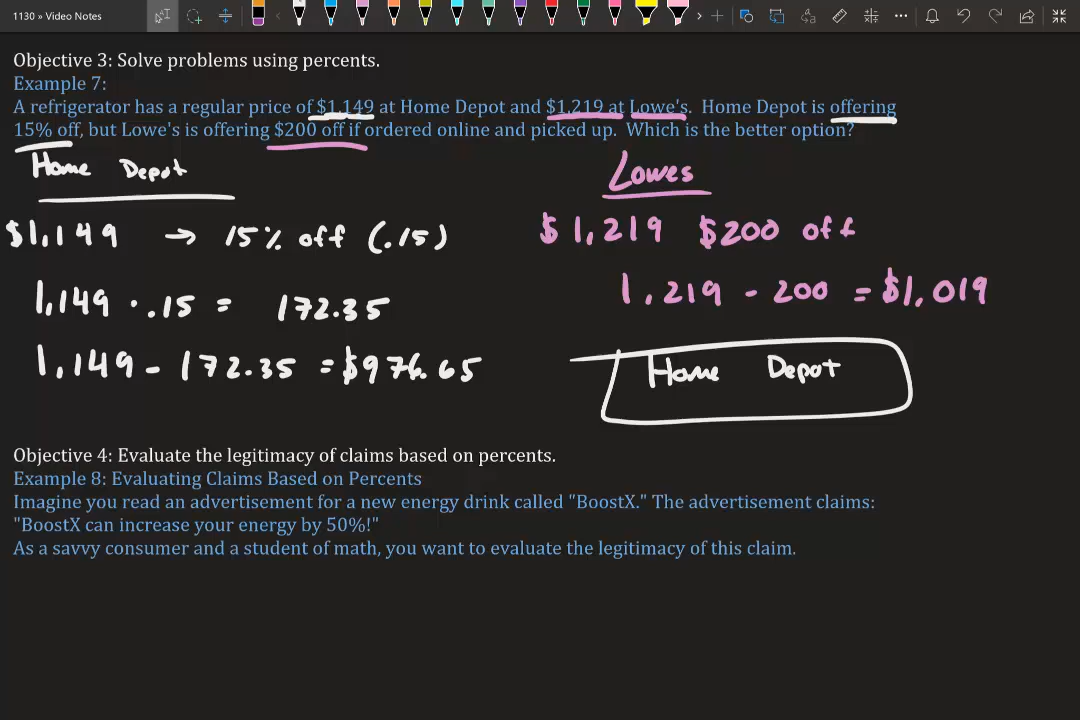 1130 » Video Notes
Objective 3: Solve problems using percents.
Example 7:
A refrigerator has a regular price of $1,149 at Home Depot and $1,219 at Lowe's. Home Depot is offering
15% off, but Lowe's is offering $200 off if ordered online and picked up. Which is the better option?
Home Depot
$1,149 → 15% off (.15)
1,149 · .15 = 172.35
1,149 - 172.35 = $976.65
Lowes
$1,219 $200 off
1,219 - 200 = $1,019
Home Depot
Objective 4: Evaluate the legitimacy of claims based on percents.
Example 8: Evaluating Claims Based on Percents
Imagine you read an advertisement for a new energy drink called "BoostX." The advertisement claims:
"BoostX can increase your energy by 50%!"
As a savvy consumer and a student of math, you want to evaluate the legitimacy of this claim.